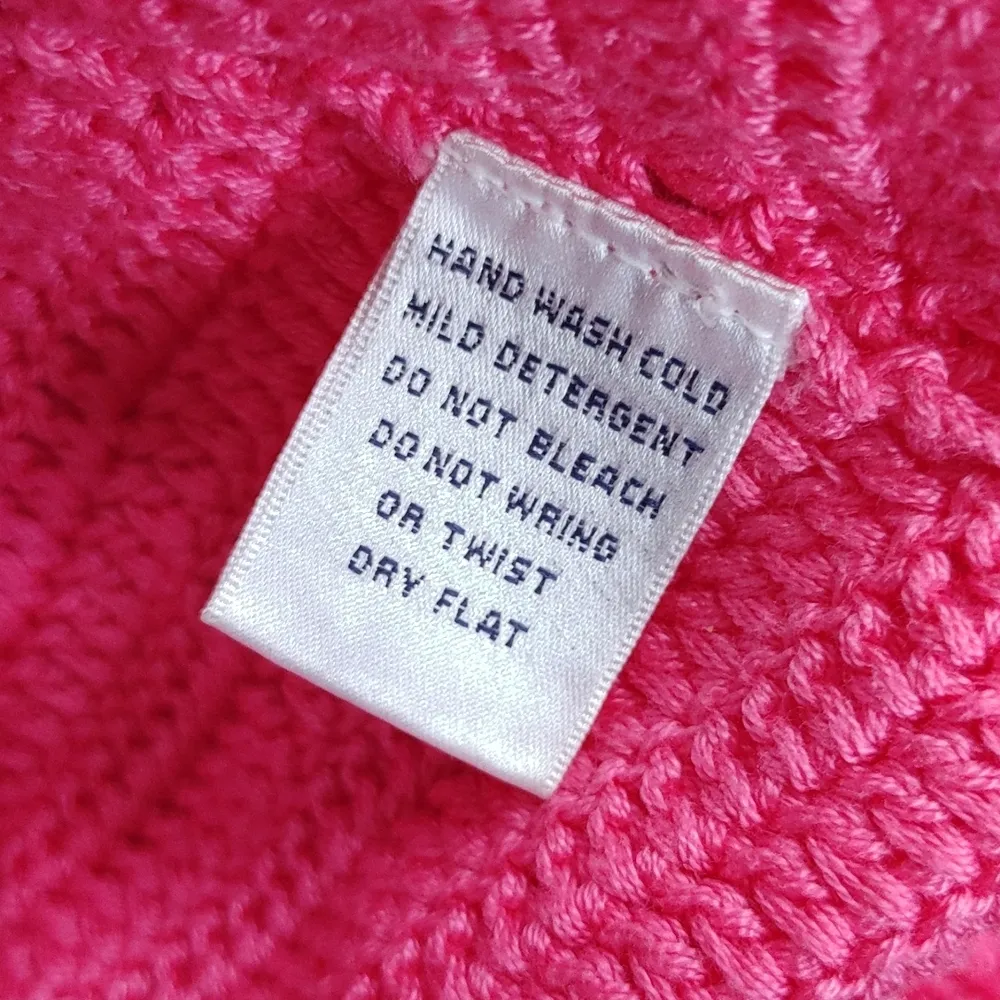 HAND WASH COLD
MILD DETERGENT
DO NOT BLEACH
DO NOT WRING
OR TWIST
DRY FLAT